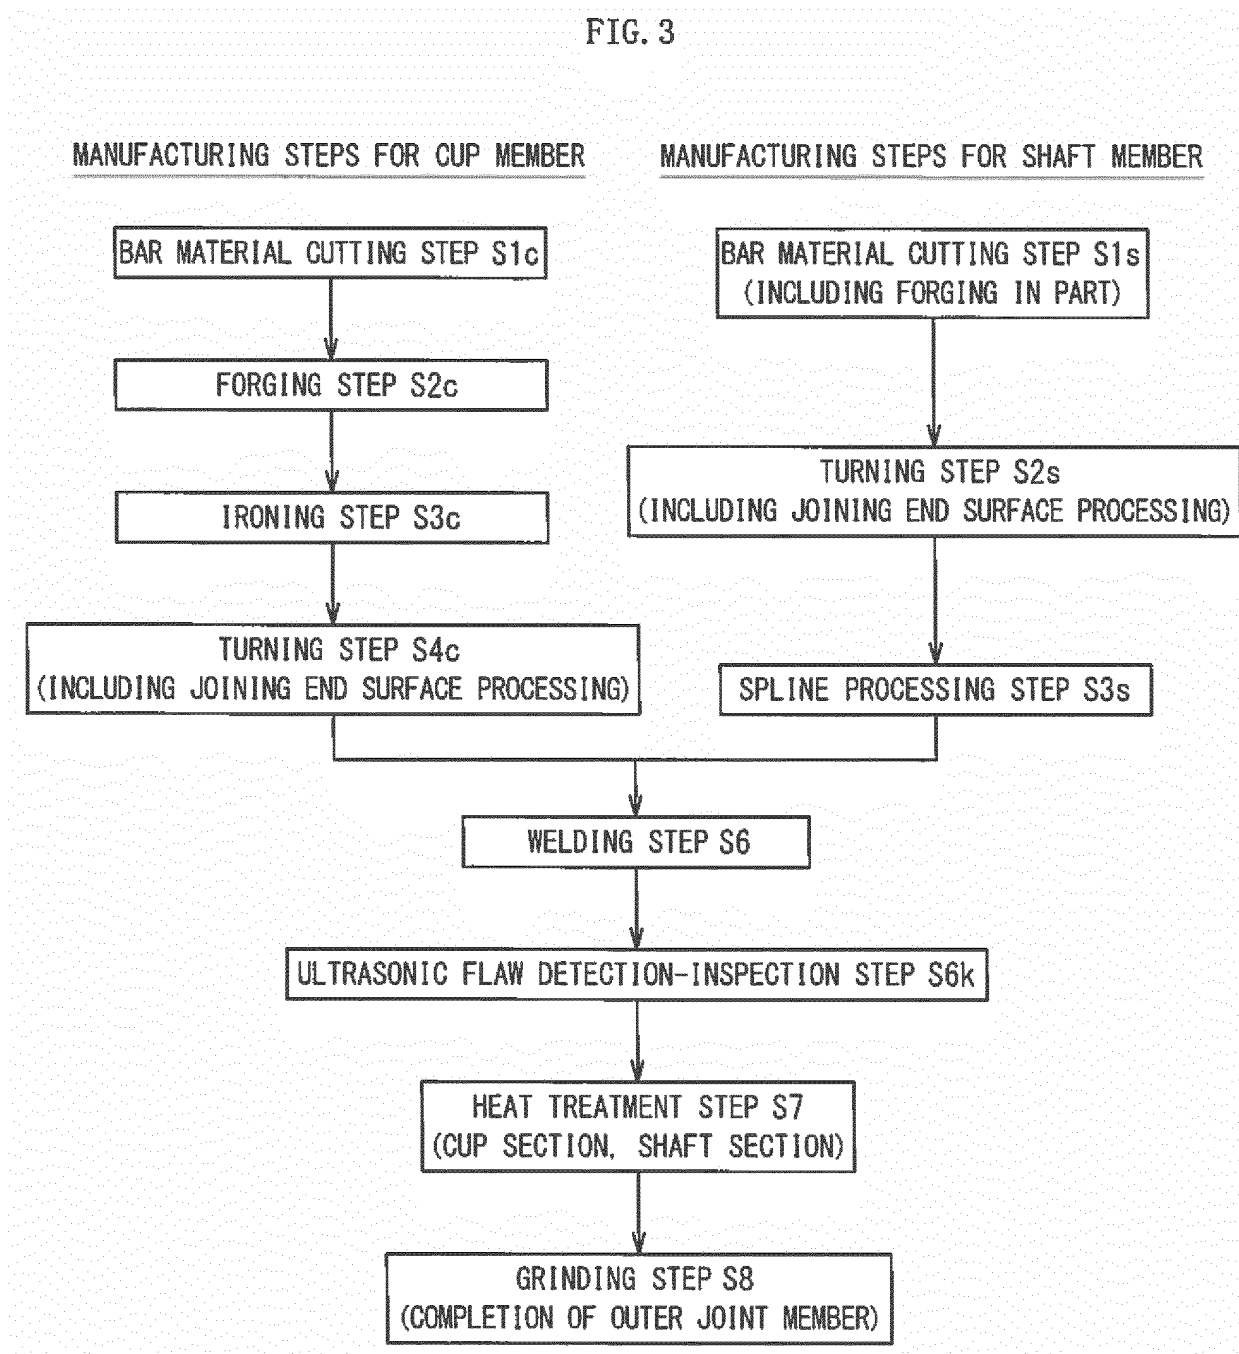 FIG. 3
MANUFACTURING STEPS FOR CUP MEMBER
BAR MATERIAL CUTTING STEP S1c
FORGING STEP S2c
IRONING STEP S3c
TURNING STEP S4c
(INCLUDING JOINING END SURFACE PROCESSING)
MANUFACTURING STEPS FOR SHAFT MEMBER
BAR MATERIAL CUTTING STEP S1s
(INCLUDING FORGING IN PART)
TURNING STEP S2s
(INCLUDING JOINING END SURFACE PROCESSING)
SPLINE PROCESSING STEP S3s
WELDING STEP S6
ULTRASONIC FLAW DETECTION-INSPECTION STEP S6k
HEAT TREATMENT STEP S7
(CUP SECTION, SHAFT SECTION)
GRINDING STEP S8
(COMPLETION OF OUTER JOINT MEMBER)